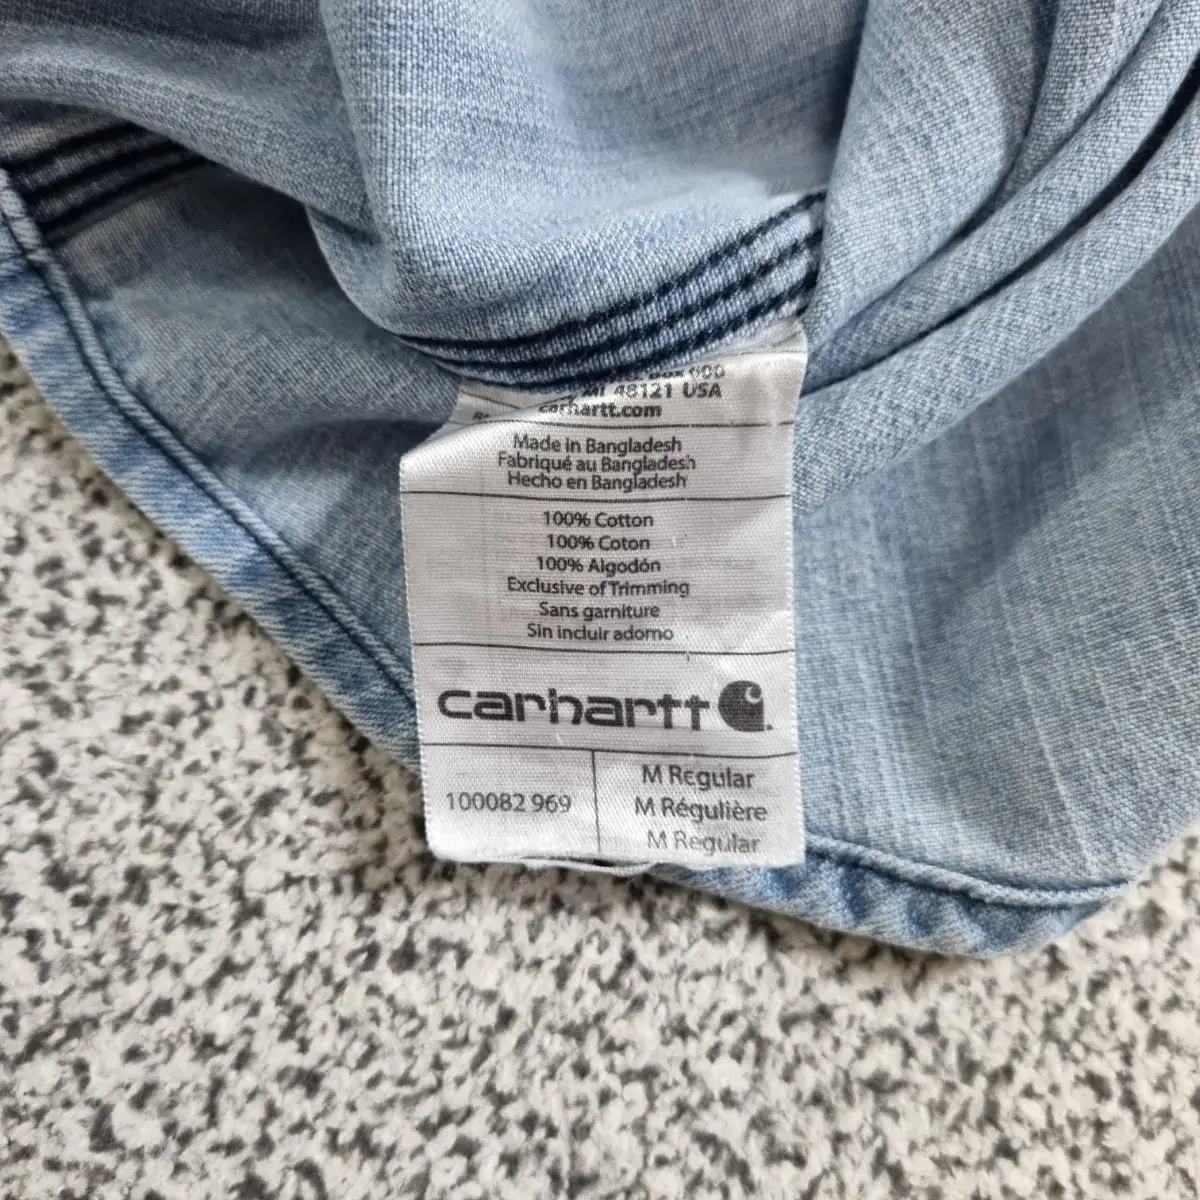 48121 USA
carhartt.com
Made in Bangladesh
Fabriqué au Bangladesh
Hecho en Bangladesh
100% Cotton
100% Coton
100% Algodón
Exclusive of Trimming
Sans garniture
Sin incluir adorno
carhartt
100082 969
M Regular
M Régulière
M Regular